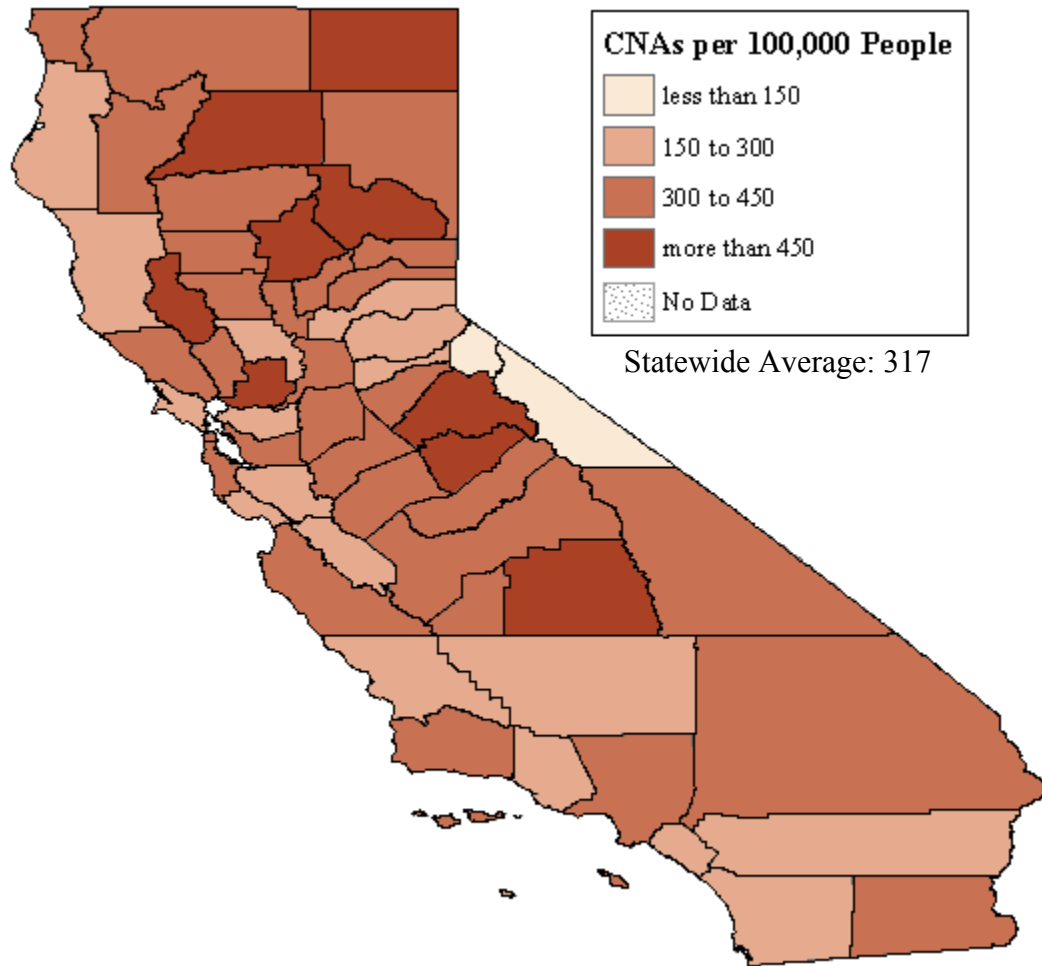 CNAs per 100,000 People
less than 150
150 to 300
300 to 450
more than 450
No Data
Statewide Average: 317